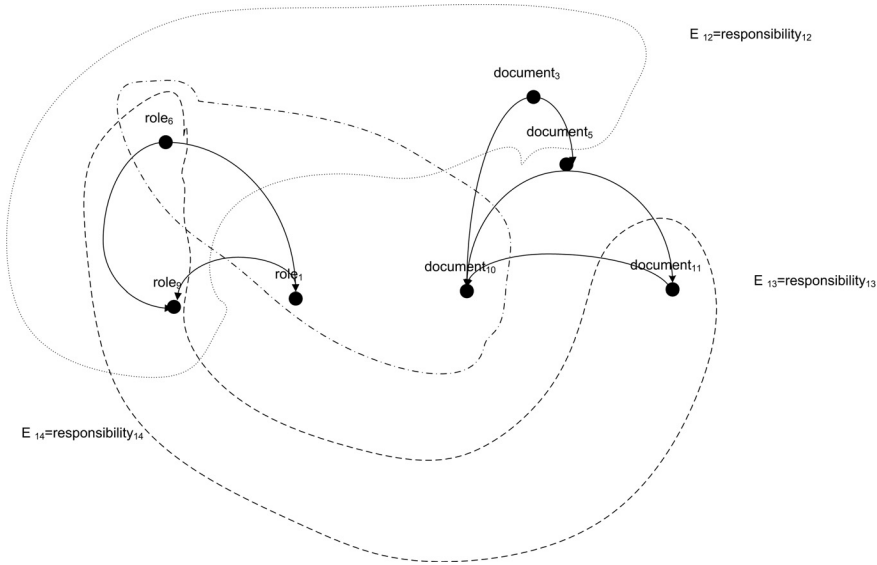 E 12=responsibility12
document3
role6
document5
document10
document11
role9
role1
E 13=responsibility13
E 14=responsibility14